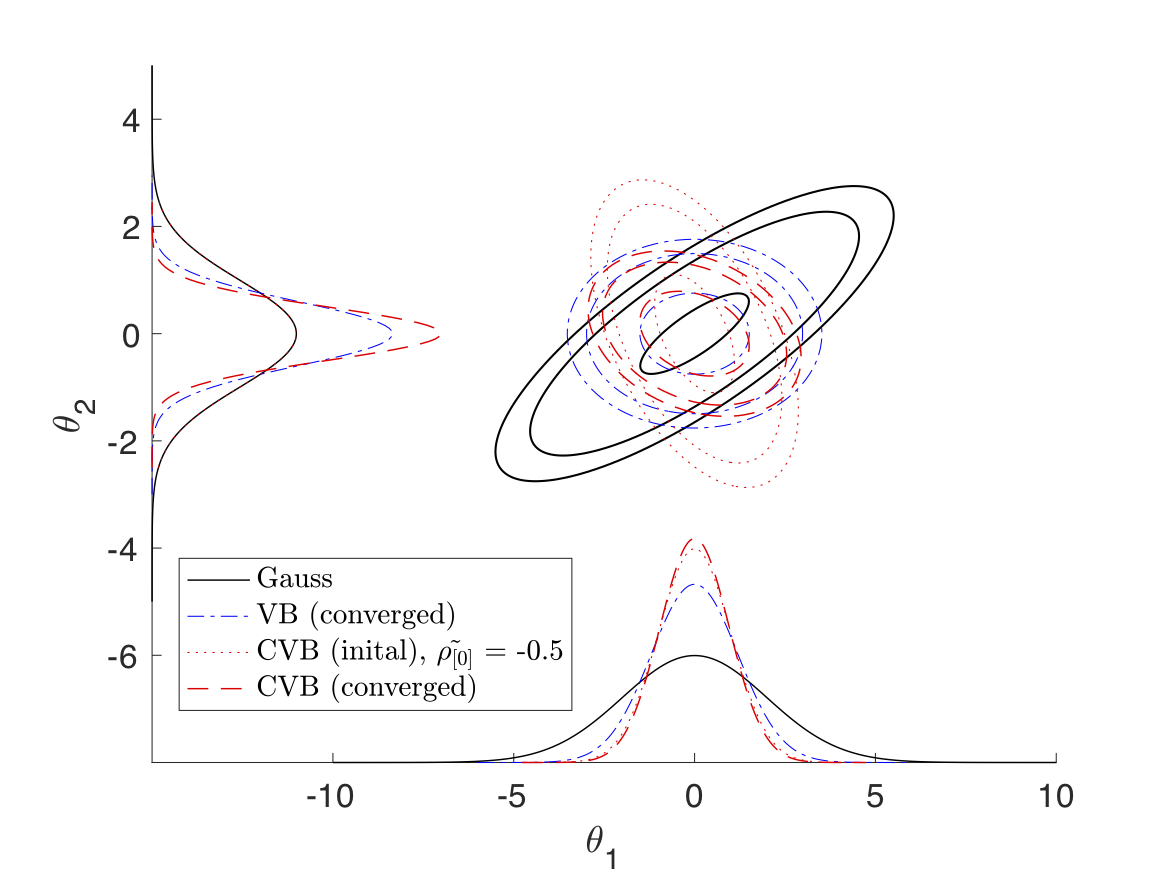 4
2
0
-2
-4
-6
θ2
Gauss
VB (converged)
CVB (inital), ρ̃[0] = -0.5
CVB (converged)
-10
-5
0
5
10
θ1